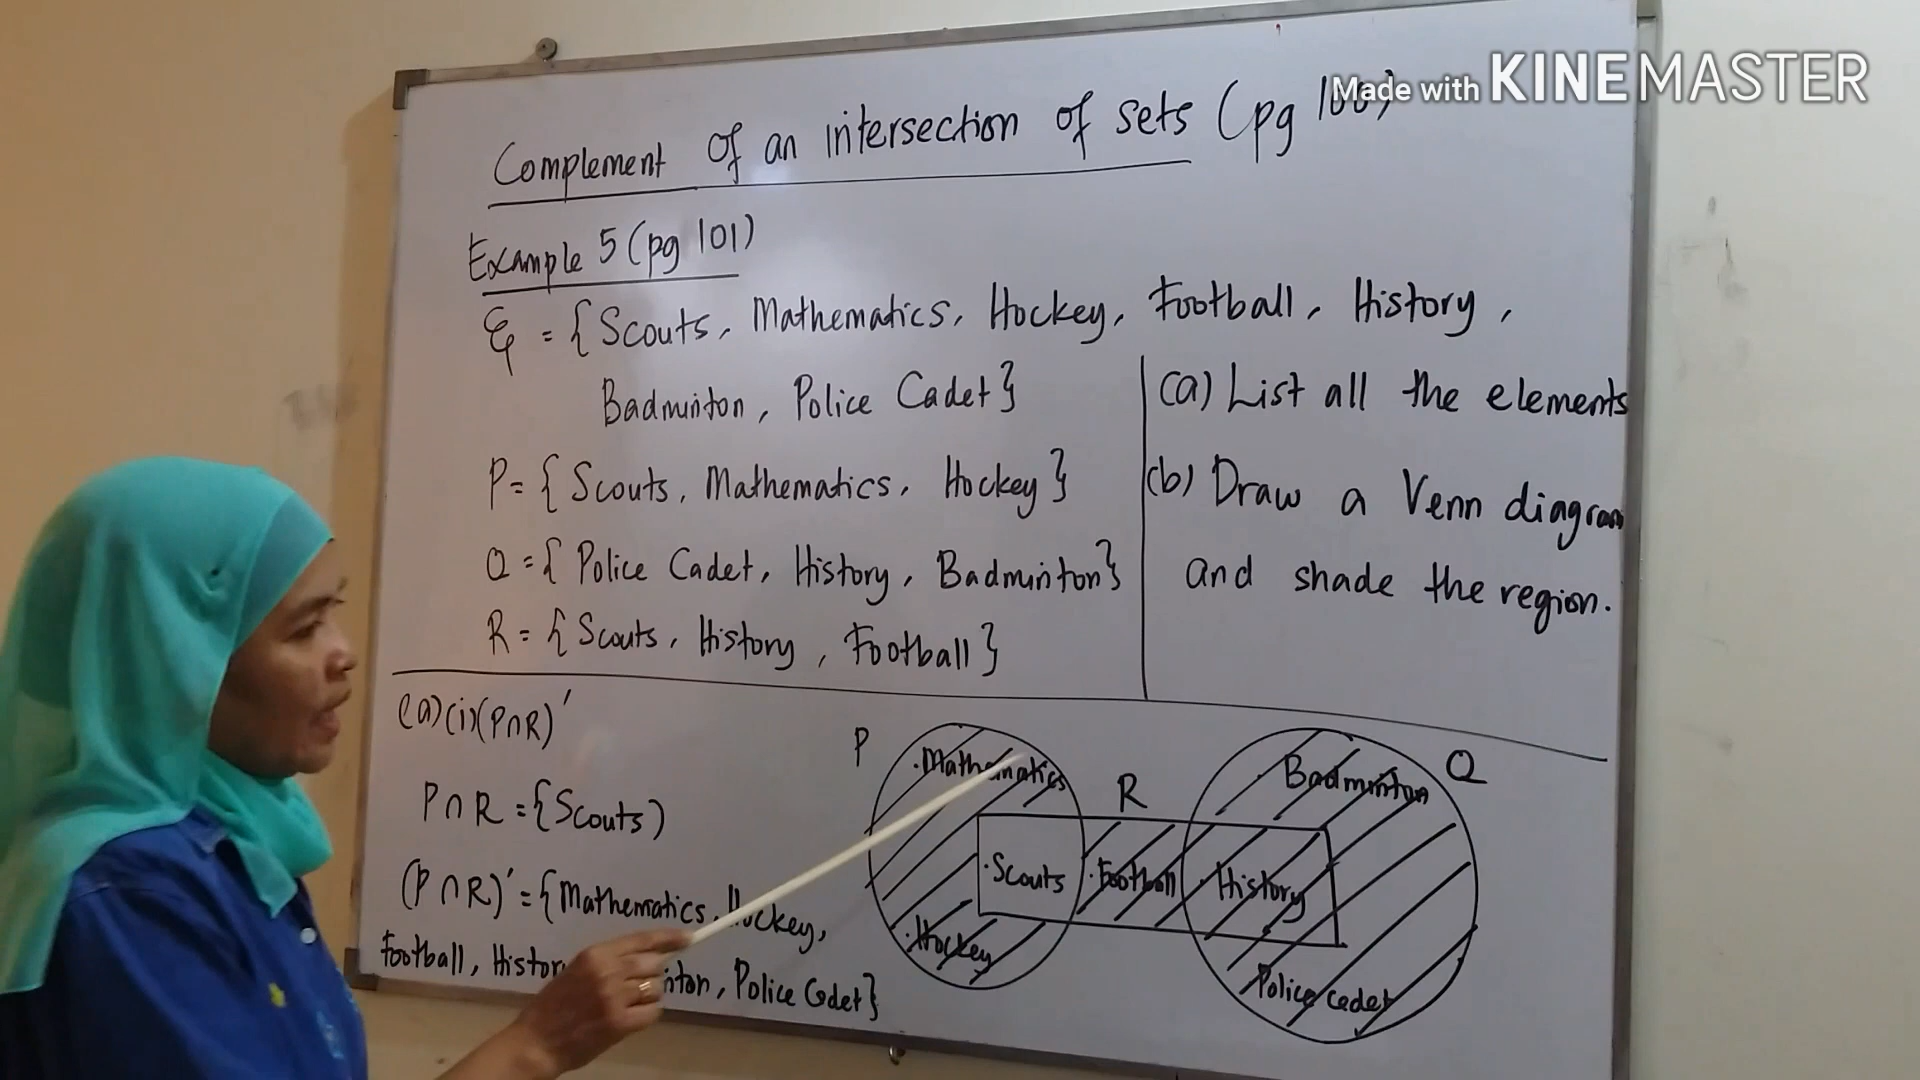 Made with KINEMASTER
Complement of an intersection of sets (pg 100)
Example 5 (pg 101)
ξ = { Scouts, Mathematics, Hockey, Football, History,
Badminton, Police Cadet }
P = { Scouts, Mathematics, Hockey }
Q = { Police Cadet, History, Badminton }
R = { Scouts, History, Football }
(a) List all the elements
(b) Draw a Venn diagram
and shade the region.
(a)(i)(P∩R)'
P∩R = {Scouts}
(P∩R)' = {Mathematics, Hockey,
Football, Police Cadet}
P
Q
R
·Mathematics
Badminton
·Scouts
·Football
·History
·Hockey
Police cadet